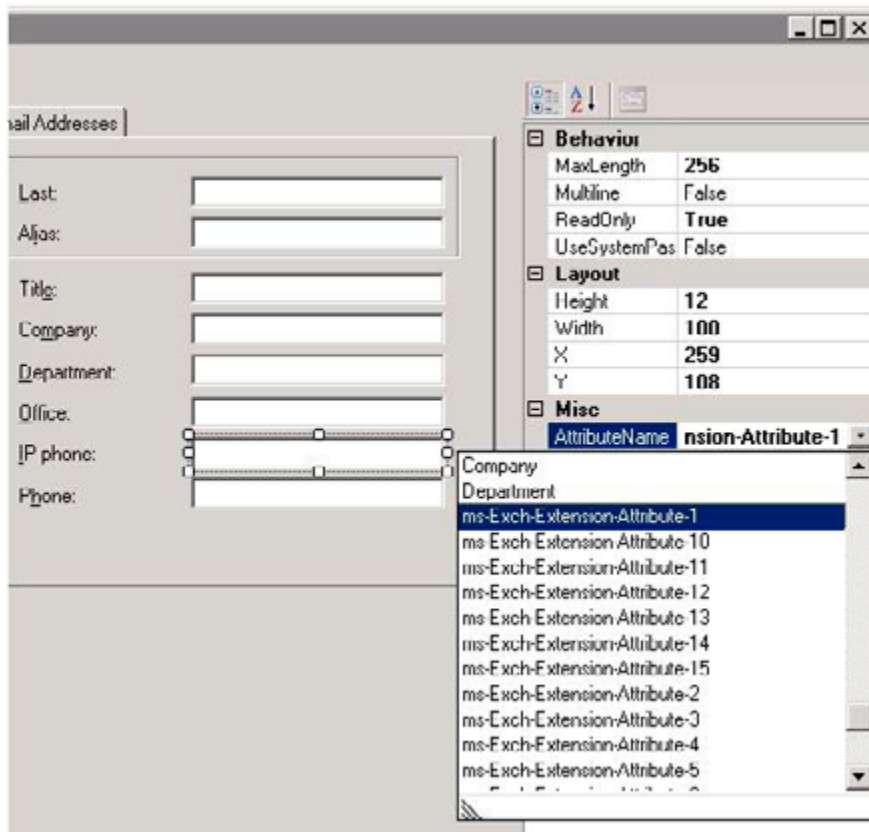 ail Addresses
Last:
Alias:
Title:
Company:
Department:
Office:
IP phone:
Phone:
A Z
Behavior
MaxLength 256
Multiline False
ReadOnly True
UseSystemPas False
Layout
Height 12
Width 100
X 259
Y 108
Misc
AttributeName nsion-Attribute-1
Company
Department
ms-Exch-Extension-Attribute-1
ms-Exch-Extension-Attribute-10
ms-Exch-Extension-Attribute-11
ms-Exch-Extension-Attribute-12
ms-Exch-Extension-Attribute-13
ms-Exch-Extension-Attribute-14
ms-Exch-Extension-Attribute-15
ms-Exch-Extension-Attribute-2
ms-Exch-Extension-Attribute-3
ms-Exch-Extension-Attribute-4
ms-Exch-Extension-Attribute-5